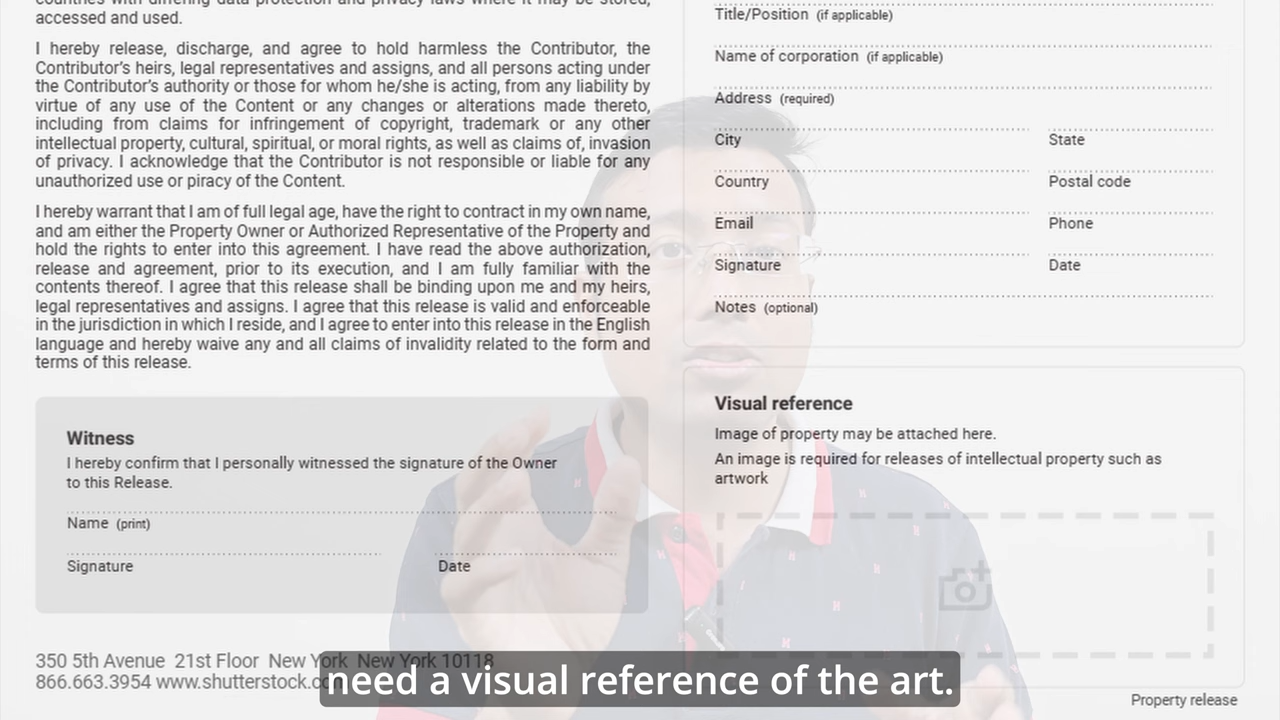 accessed and used.
I hereby release, discharge, and agree to hold harmless the Contributor, the
Contributor's heirs, legal representatives and assigns, and all persons acting under
the Contributor's authority or those for whom he/she is acting, from any liability by
virtue of any use of the Content or any changes or alterations made thereto,
including from claims for infringement of copyright, trademark or any other
intellectual property, cultural, spiritual, or moral rights, as well as claims of, invasion
of privacy. I acknowledge that the Contributor is not responsible or liable for any
unauthorized use or piracy of the Content.
I hereby warrant that I am of full legal age, have the right to contract in my own name,
and am either the Property Owner or Authorized Representative of the Property and
hold the rights to enter into this agreement. I have read the above authorization,
release and agreement, prior to its execution, and I am fully familiar with the
contents thereof. I agree that this release shall be binding upon me and my heirs,
legal representatives and assigns. I agree that this release is valid and enforceable
in the jurisdiction in which I reside, and I agree to enter into this release in the English
language and hereby waive any and all claims of invalidity related to the form and
terms of this release.
Witness
I hereby confirm that I personally witnessed the signature of the Owner
to this Release.
Name (print)
Signature Date
350 5th Avenue 21st Floor New York New York 10118
866.663.3954 www.shutterstock.co
Title/Position (if applicable)
Name of corporation (if applicable)
Address (required)
City State
Country Postal code
Email Phone
Signature Date
Notes (optional)
Visual reference
Image of property may be attached here.
An image is required for releases of intellectual property such as
artwork
Property release
need a visual reference of the art.